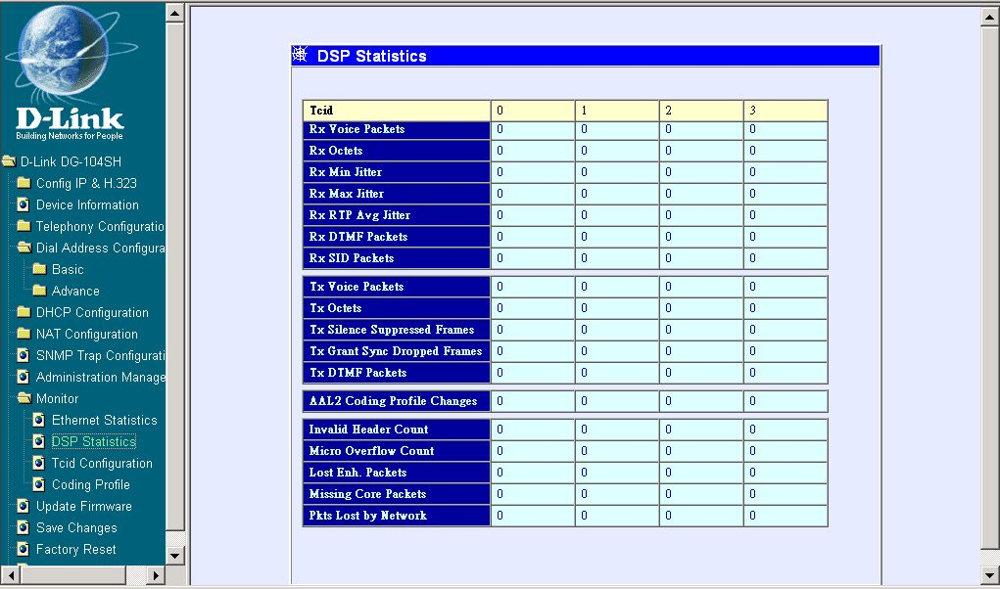 D-Link
Building Networks for People
D-Link DG-104SH
Config IP & H.323
Device Information
Telephony Configuratio
Dial Address Configura
Basic
Advance
DHCP Configuration
NAT Configuration
SNMP Trap Configurati
Administration Manage
Monitor
Ethernet Statistics
DSP Statistics
Tcid Configuration
Coding Profile
Update Firmware
Save Changes
Factory Reset
DSP Statistics
Tcid 0 1 2 3
Rx Voice Packets 0 0 0 0
Rx Octets 0 0 0 0
Rx Min Jitter 0 0 0 0
Rx Max Jitter 0 0 0 0
Rx RTP Avg Jitter 0 0 0 0
Rx DTMF Packets 0 0 0 0
Rx SID Packets 0 0 0 0
Tx Voice Packets 0 0 0 0
Tx Octets 0 0 0 0
Tx Silence Suppressed Frames 0 0 0 0
Tx Grant Sync Dropped Frames 0 0 0 0
Tx DTMF Packets 0 0 0 0
AAL2 Coding Profile Changes 0 0 0 0
Invalid Header Count 0 0 0 0
Micro Overflow Count 0 0 0 0
Lost Enh. Packets 0 0 0 0
Missing Core Packets 0 0 0 0
Pkts Lost by Network 0 0 0 0